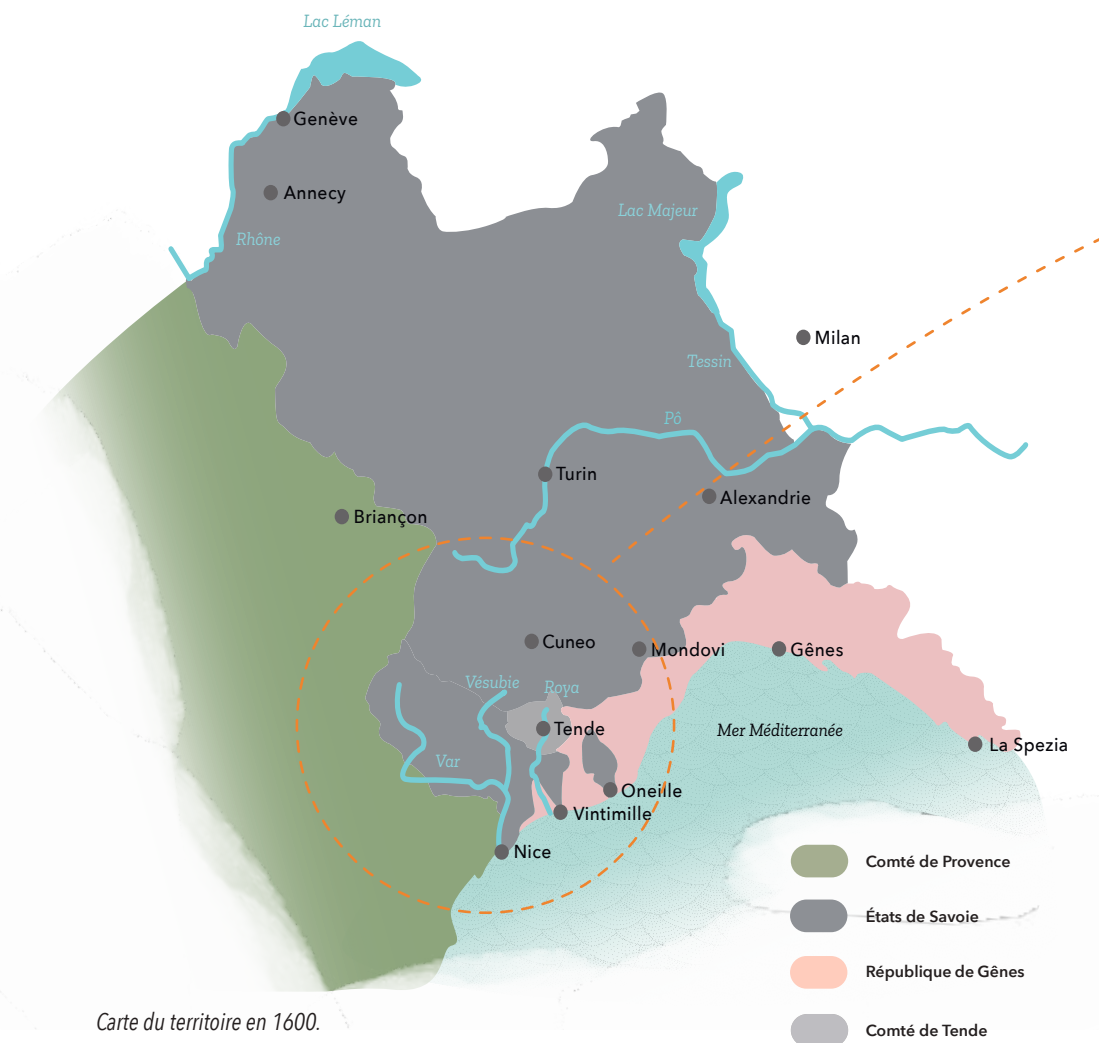 Lac Léman
Genève
Annecy
Lac Majeur
Rhône
Milan
Tessin
Pô
Turin
Alexandrie
Briançon
Cuneo
Mondovi
Gênes
Vésubie
Roya
Tende
Mer Méditerranée
La Spezia
Var
Oneille
Vintimille
Nice
Comté de Provence
États de Savoie
République de Gênes
Comté de Tende
Carte du territoire en 1600.